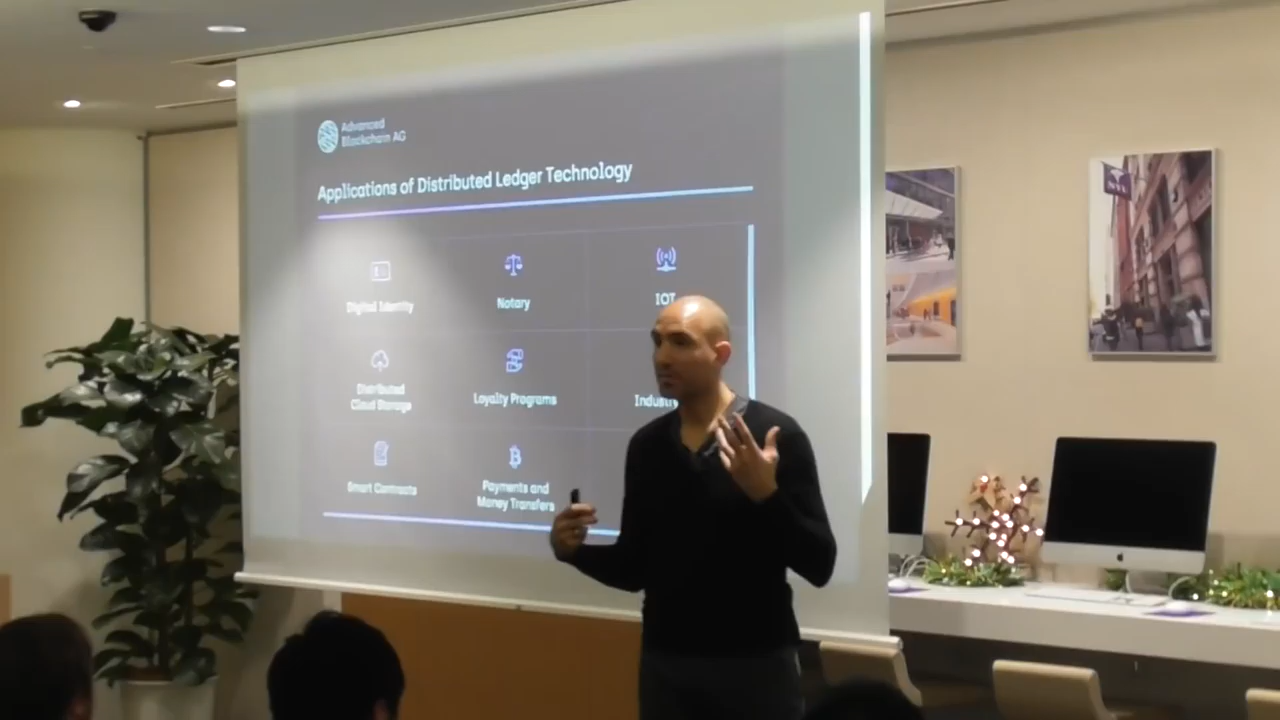 Advanced
Blockchain AG
Applications of Distributed Ledger Technology
Digital Identity
Notary
IOT
Distributed
Cloud Storage
Loyalty Programs
Smart Contracts
Payments and
Money Transfers